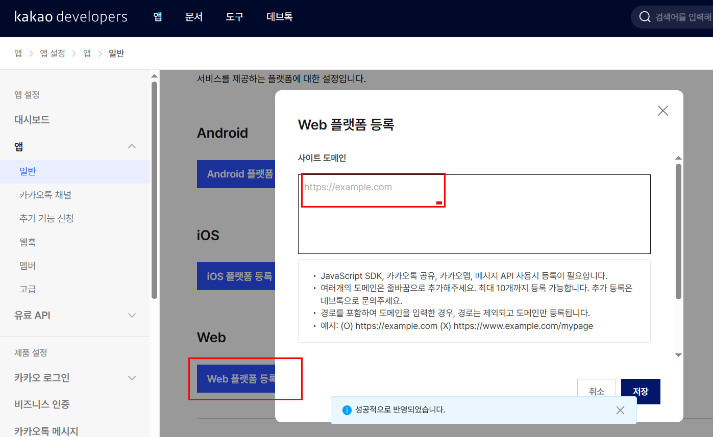 kakao developers 앱 문서 도구 데브톡 검색어를 입력해
앱 > 앱 설정 > 앱 > 일반
앱 설정
대시보드
앱
일반
카카오톡 채널
추가 기능 신청
웹훅
멤버
고급
유료 API
제품 설정
카카오 로그인
비즈니스 인증
카카오톡 메시지
서비스를 제공하는 플랫폼에 대한 설정입니다.
Android
Android 플랫폼
iOS
iOS 플랫폼 등록
Web
Web 플랫폼 등록
Web 플랫폼 등록
사이트 도메인
https://example.com
• JavaScript SDK, 카카오톡 공유, 카카오맵, 메시지 API 사용시 등록이 필요합니다.
• 여러개의 도메인은 줄바꿈으로 추가해주세요. 최대 10개까지 등록 가능합니다. 추가 등록은
데브톡으로 문의주세요.
• 경로를 포함하여 도메인을 입력한 경우, 경로는 제외되고 도메인만 등록됩니다.
• 예시: (O) https://example.com (X) https://www.example.com/mypage
취소 저장
성공적으로 반영되었습니다.